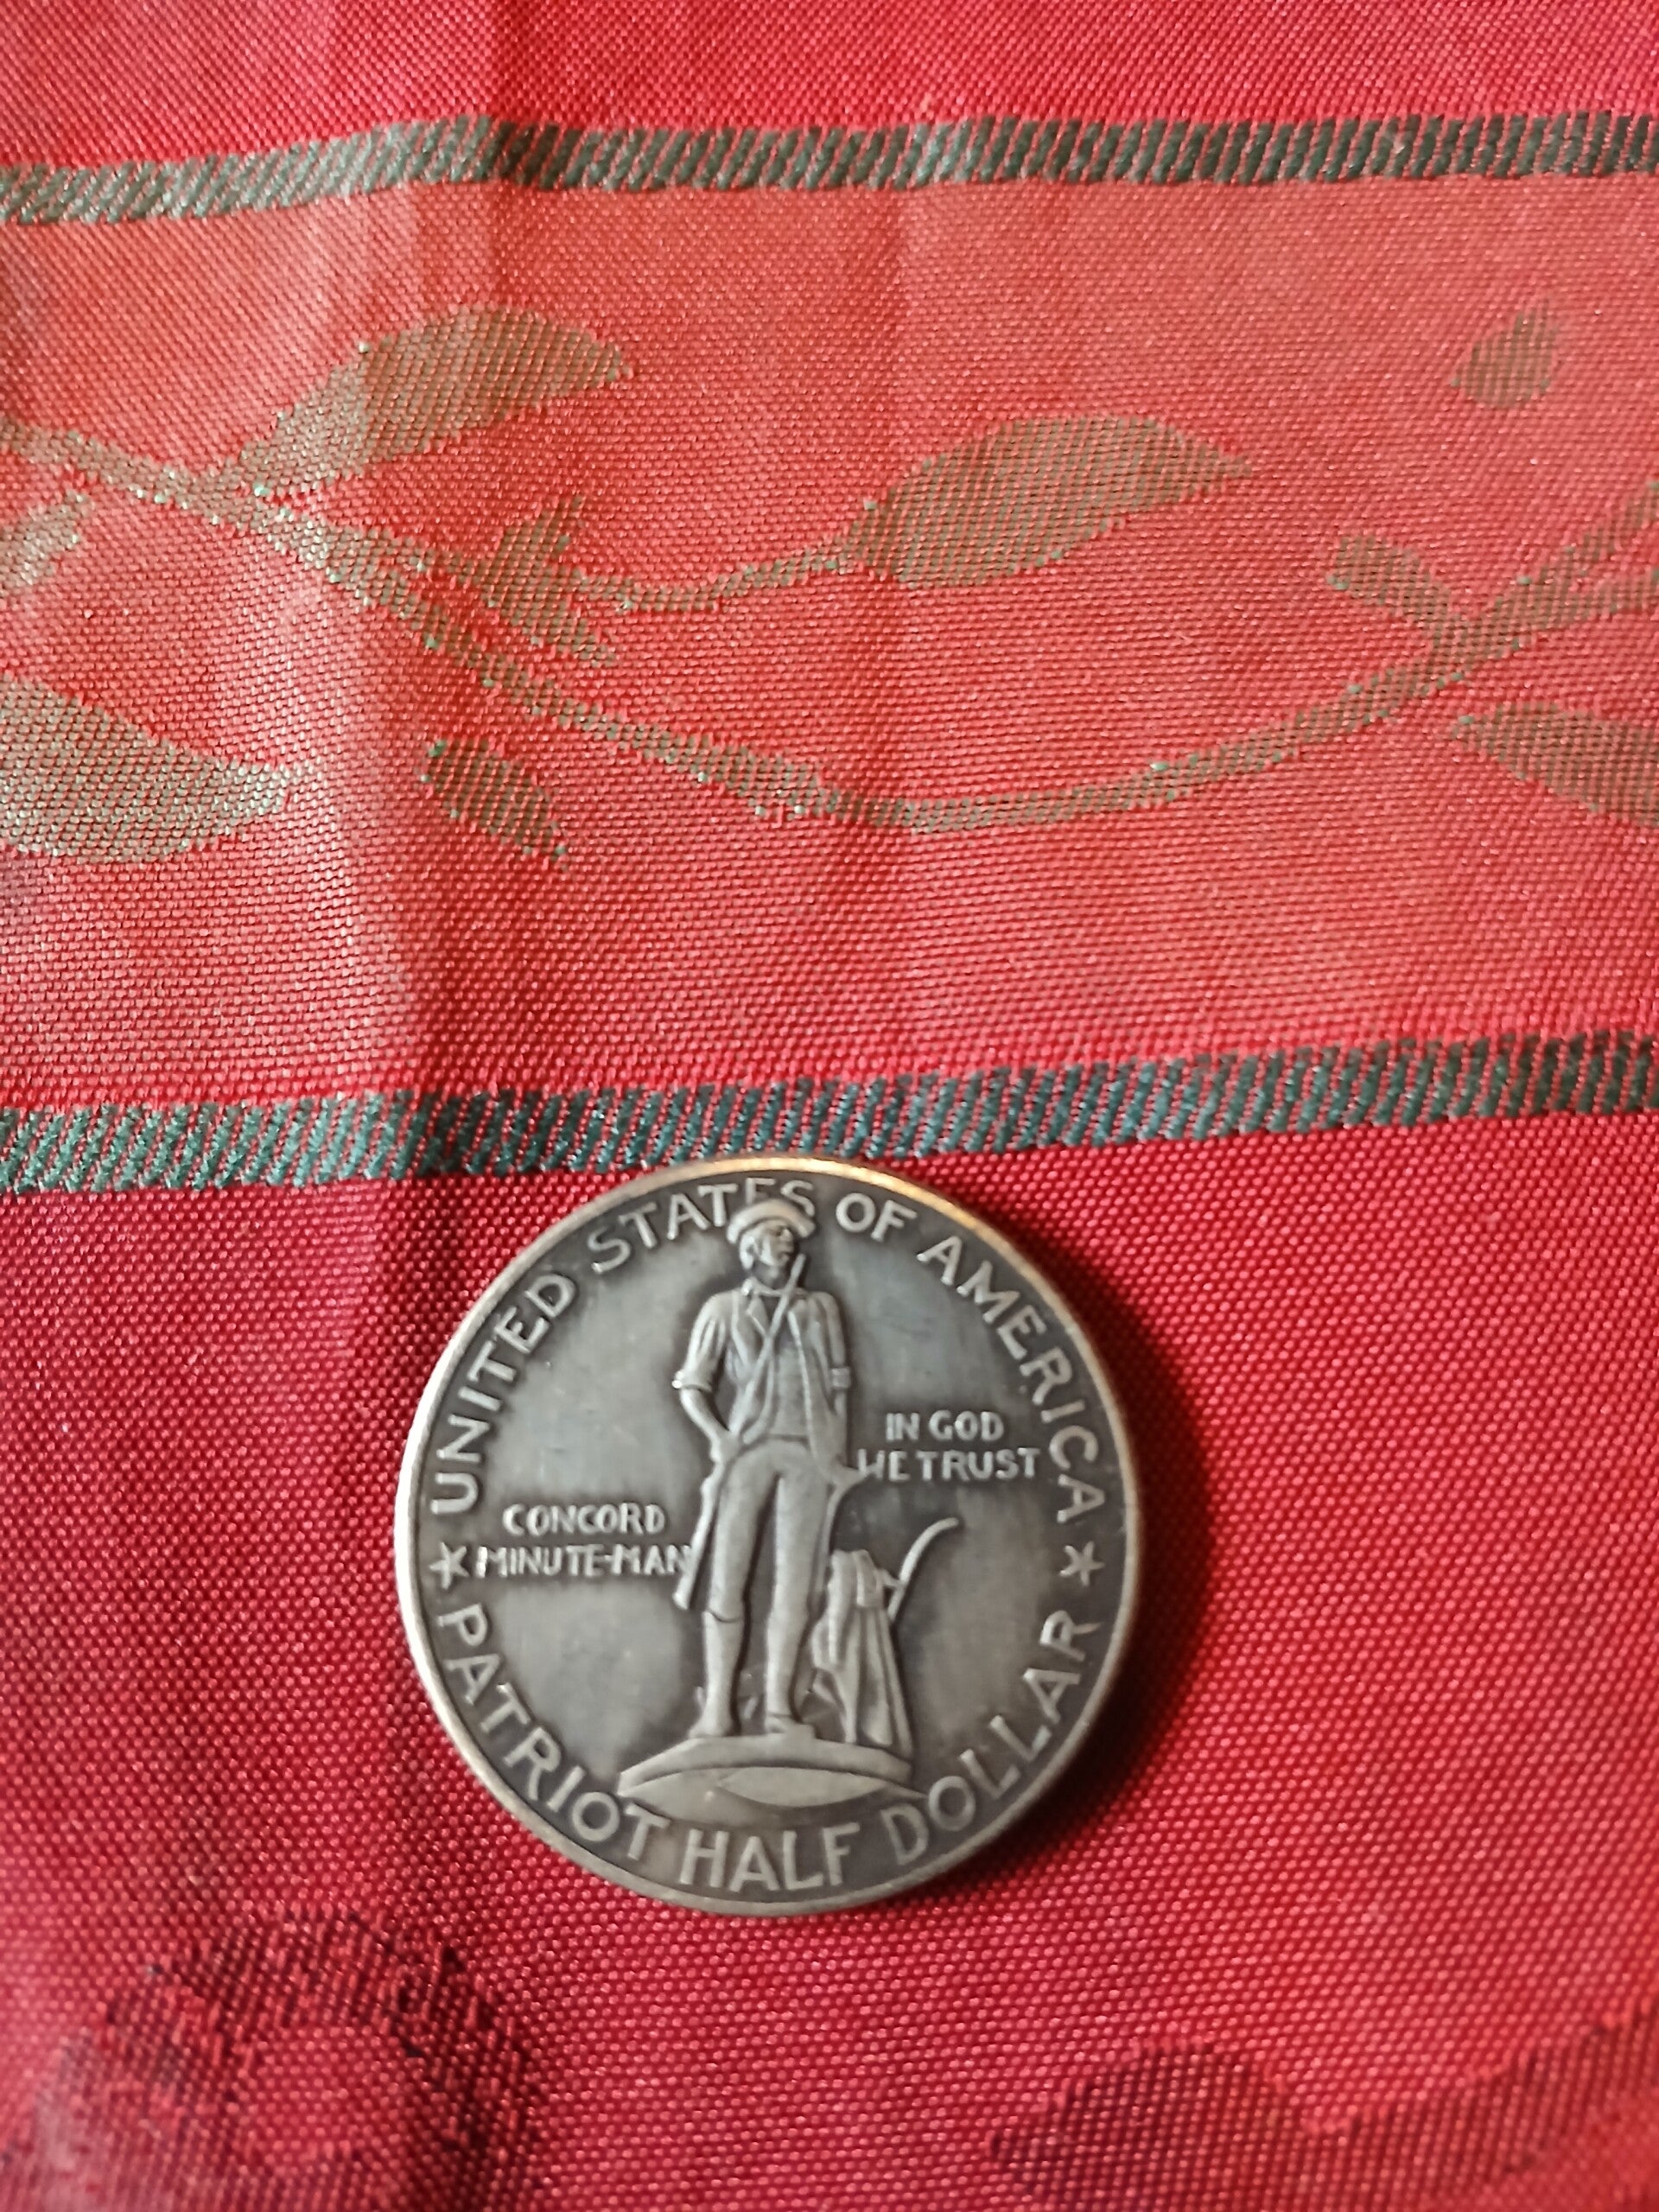 UNITED STATES OF AMERICA
IN GOD
WE TRUST
CONCORD
MINUTE-MAN
PATRIOT HALF DOLLAR